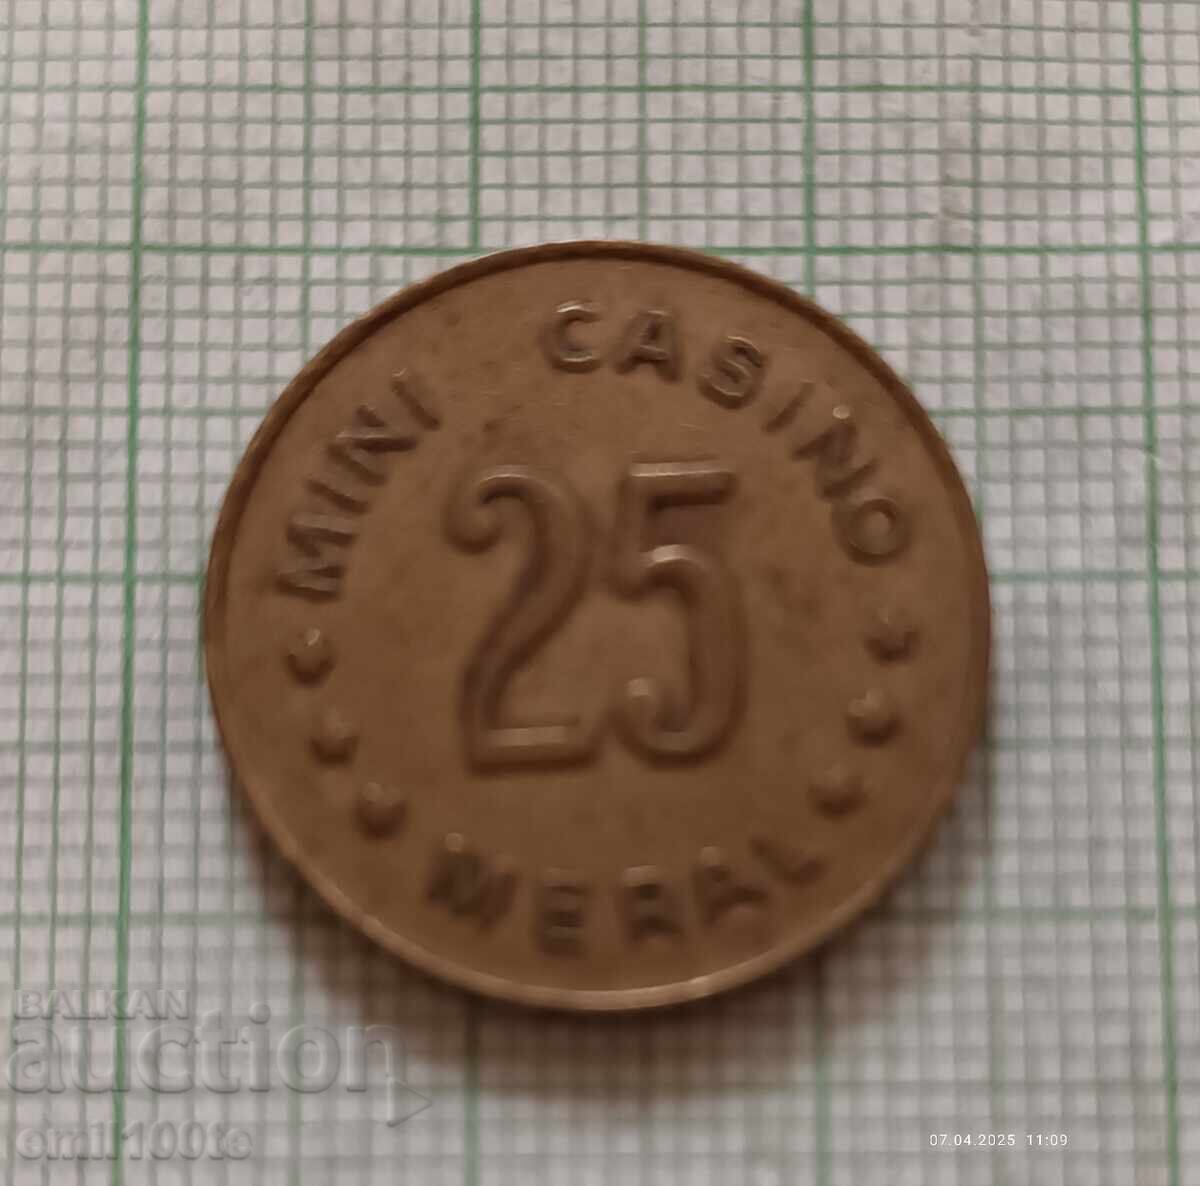 MINI CASINO
25
MERAL
BALKAN
auction
emil100te
07.04.2025 11:09